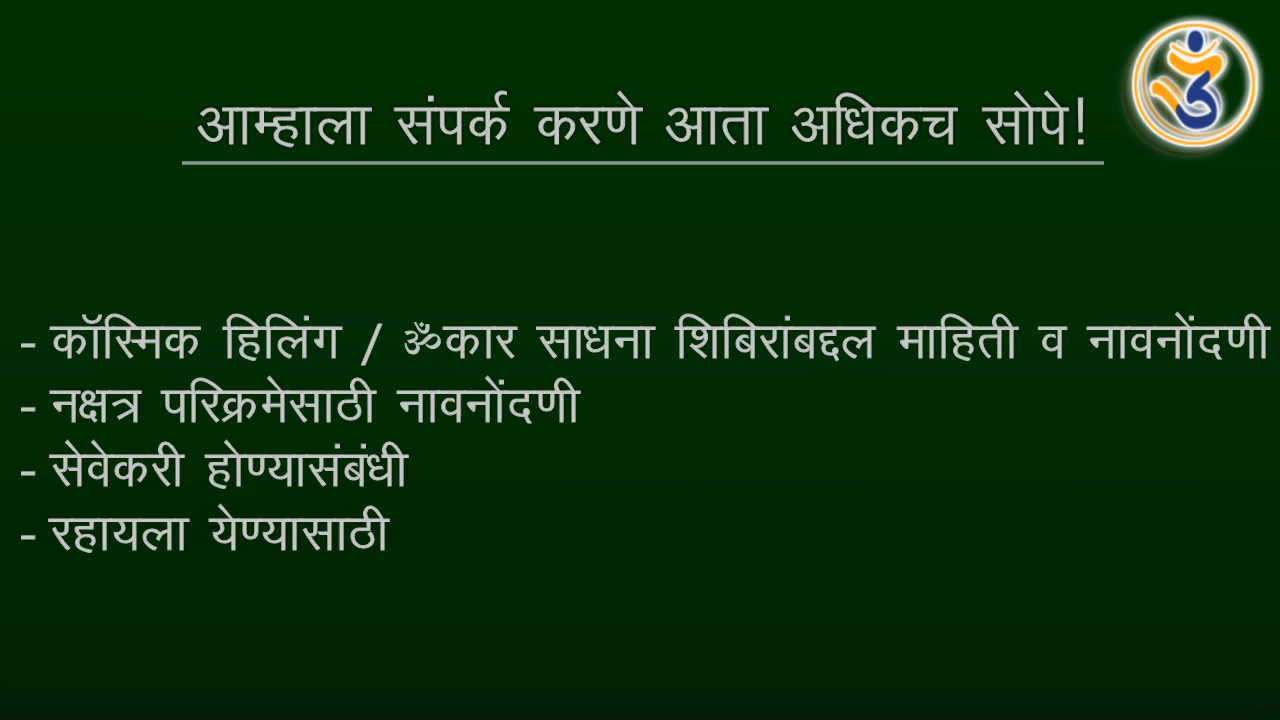 आम्हाला संपर्क करणे आता अधिकच सोपे!
- कॉस्मिक हिलिंग / ॐकार साधना शिबिरांबद्दल माहिती व नावनोंदणी
- नक्षत्र परिक्रमेसाठी नावनोंदणी
- सेवेकरी होण्यासंबंधी
- रहायला येण्यासाठी